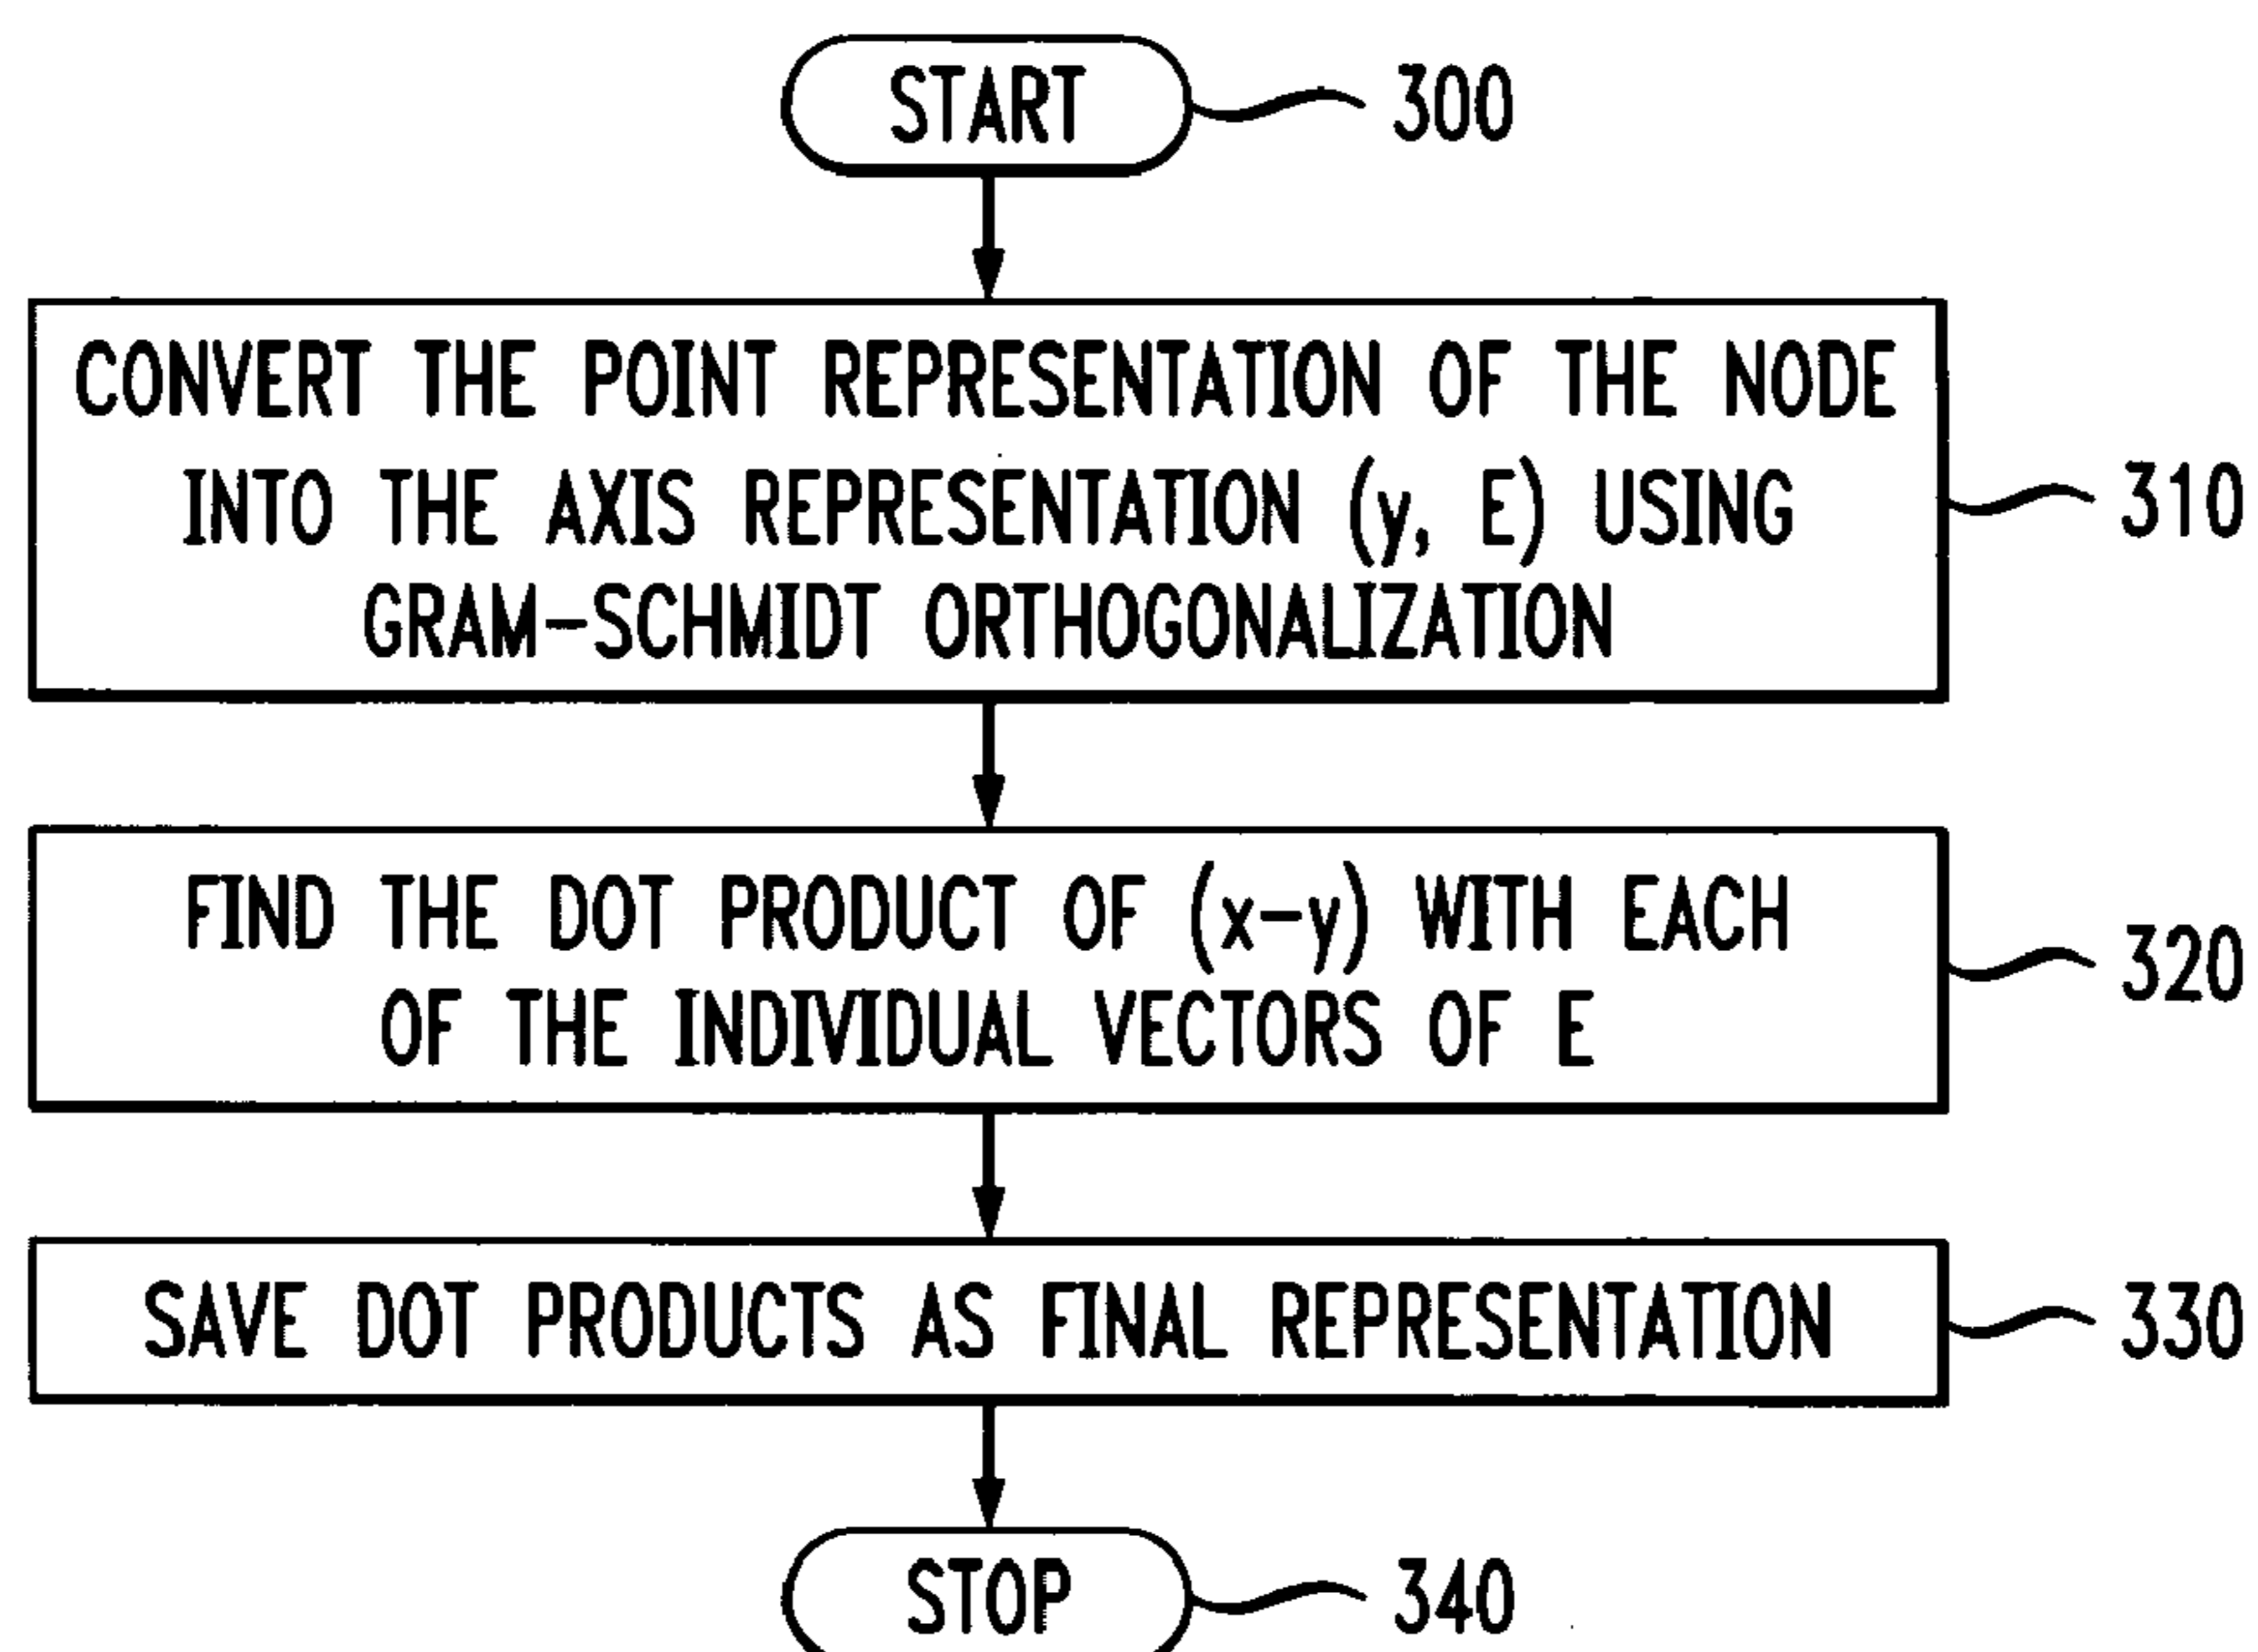 START
300
CONVERT THE POINT REPRESENTATION OF THE NODE
INTO THE AXIS REPRESENTATION (y, E) USING
GRAM-SCHMIDT ORTHOGONALIZATION
310
FIND THE DOT PRODUCT OF (x-y) WITH EACH
OF THE INDIVIDUAL VECTORS OF E
320
SAVE DOT PRODUCTS AS FINAL REPRESENTATION
330
STOP
340